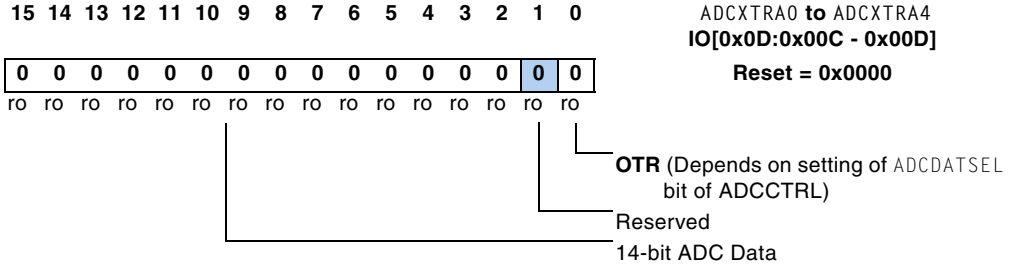 15 14 13 12 11 10 9 8 7 6 5 4 3 2 1 0
ADCXTRA0 to ADCXTRA4
IO[0x0D:0x00C - 0x00D]
0 0 0 0 0 0 0 0 0 0 0 0 0 0 0 0
Reset = 0x0000
ro ro ro ro ro ro ro ro ro ro ro ro ro ro ro ro
OTR (Depends on setting of ADCDATSEL
bit of ADCCTRL)
Reserved
14-bit ADC Data